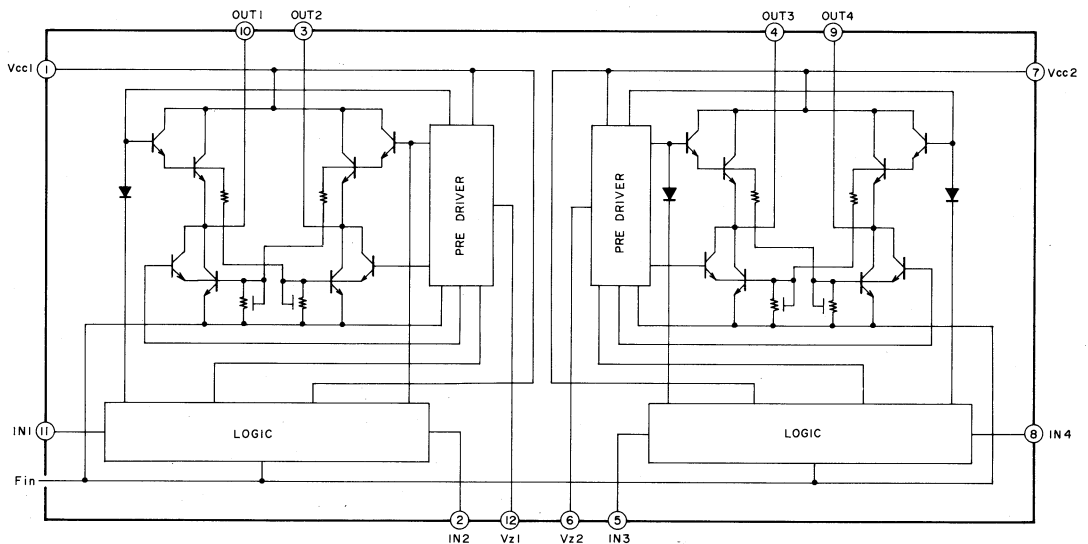 OUT1 OUT2 OUT3 OUT4
10 3 4 9
Vcc1 1 7 Vcc2
PRE DRIVER PRE DRIVER
IN1 11 LOGIC LOGIC 8 IN4
Fin
2 12 6 5
IN2 Vz1 Vz2 IN3